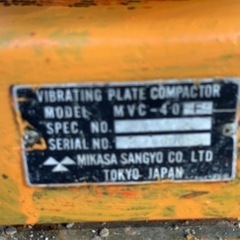 VIBRATING PLATE COMPACTOR
MODEL MVC-40
SPEC. NO.
SERIAL NO.
MIKASA SANGYO CO. LTD
TOKYO JAPAN